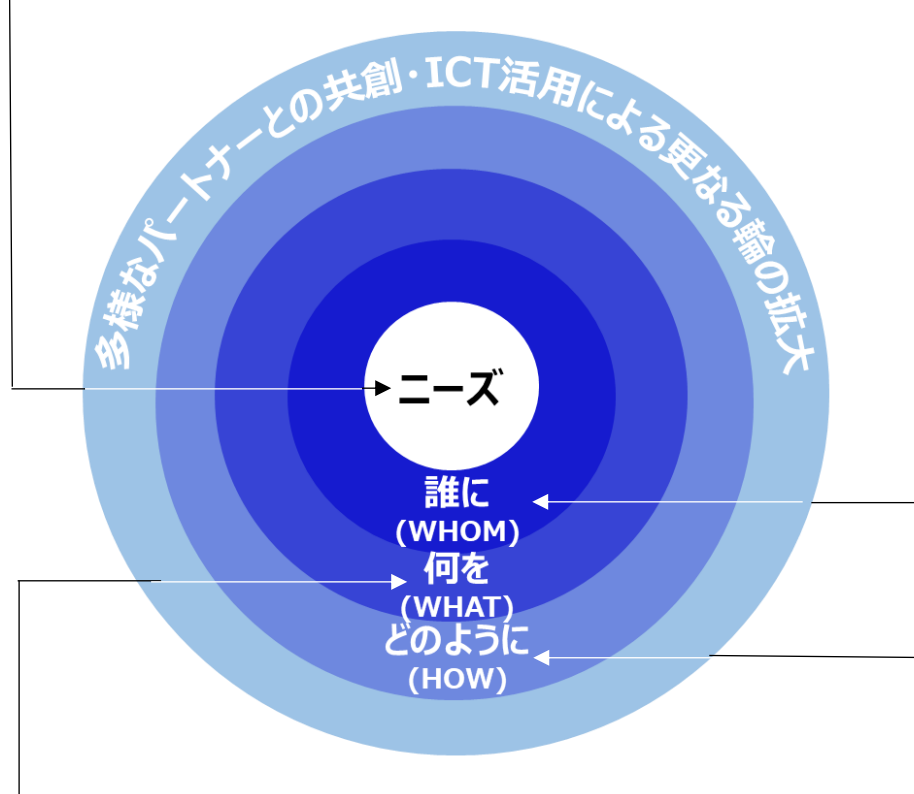 多様なパートナーとの共創・ICT活用による更なる輪の拡大
ニーズ
誰に
(WHOM)
何を
(WHAT)
どのように
(HOW)